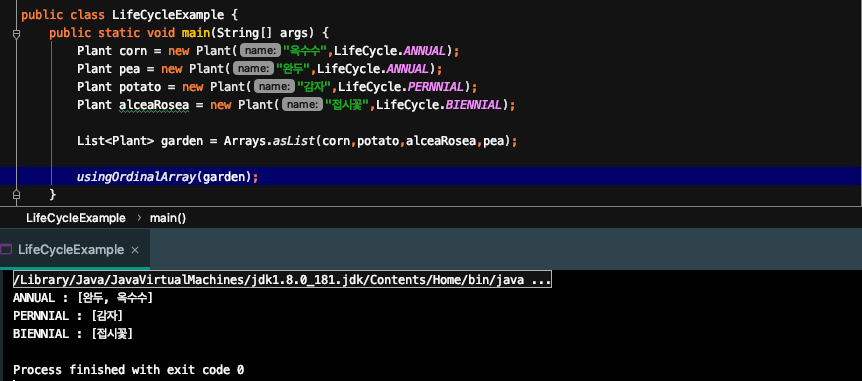 public class LifeCycleExample {
public static void main(String[] args) {
Plant corn = new Plant( name: "옥수수",LifeCycle.ANNUAL);
Plant pea = new Plant( name: "완두",LifeCycle.ANNUAL);
Plant potato = new Plant( name: "감자",LifeCycle.PERNNIAL);
Plant alceaRosea = new Plant( name: "접시꽃",LifeCycle.BIENNIAL);
List<Plant> garden = Arrays.asList(corn,potato,alceaRosea,pea);
usingOrdinalArray(garden);
}
LifeCycleExample > main()
LifeCycleExample ×
/Library/Java/JavaVirtualMachines/jdk1.8.0_181.jdk/Contents/Home/bin/java ...
ANNUAL : [완두, 옥수수]
PERNNIAL : [감자]
BIENNIAL : [접시꽃]
Process finished with exit code 0